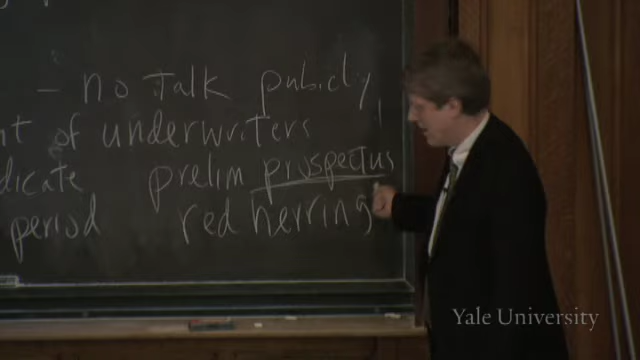 - no Talk publicly
nt of underwriters
dicate prelim prospectus
period red herring
Yale University